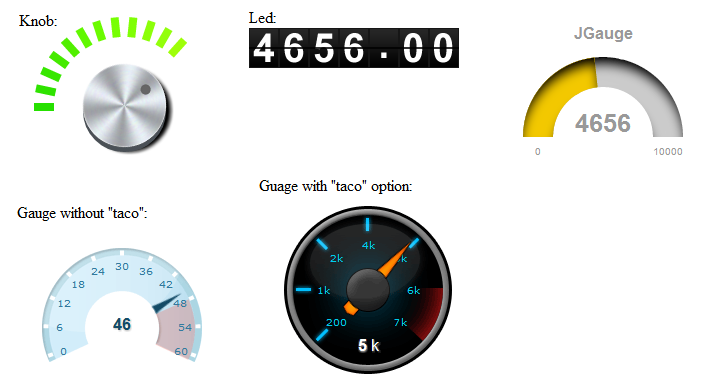 Knob:
Led:
4656.00
JGauge
4656
0
10000
Guage with "taco" option:
Gauge without "taco":
0
6
12
18
24
30
36
42
48
54
60
46
200
1k
2k
4k
6k
7k
5 k